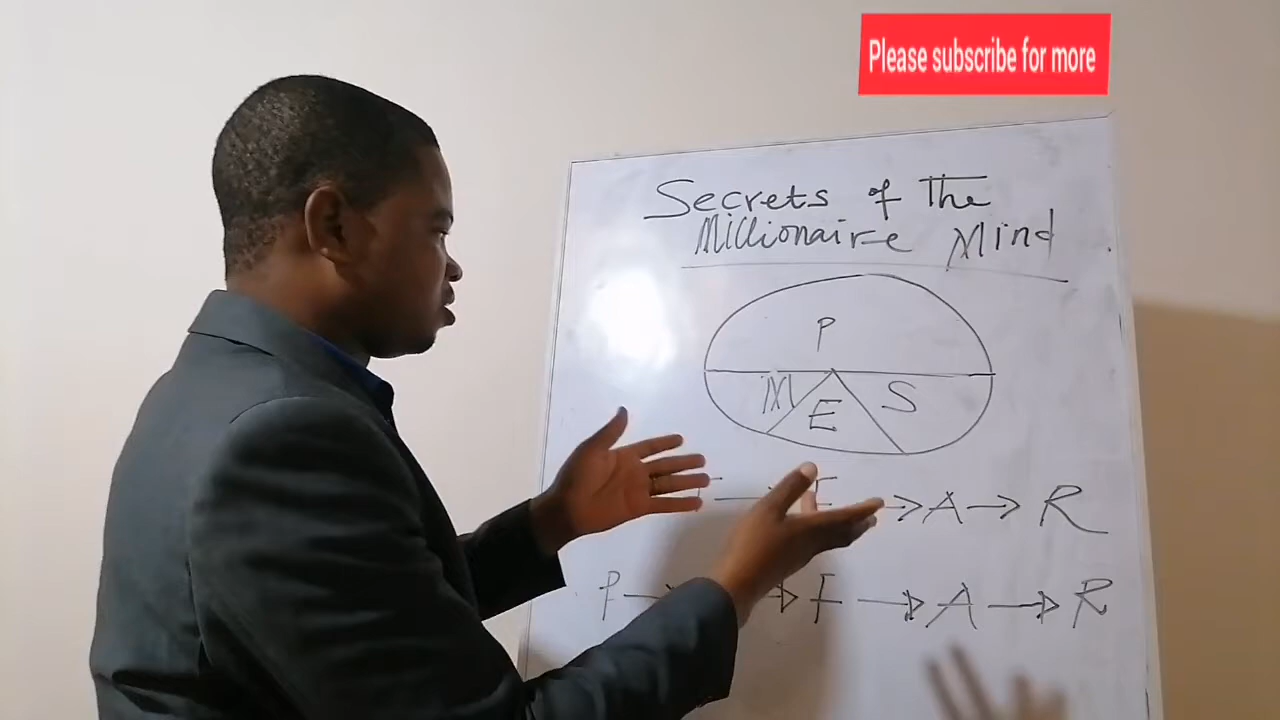 Please subscribe for more
Secrets of The
Millionaire Mind
P
M E S
→ F → A → R
P → → F → A → R